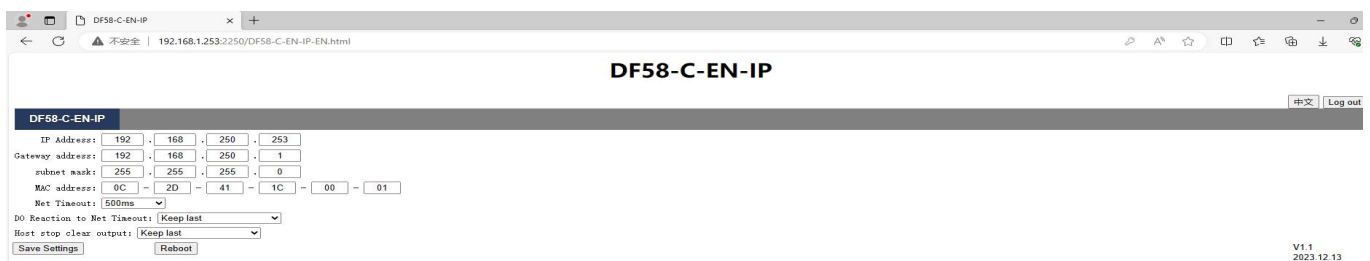 DF58-C-EN-IP
不安全 | 192.168.1.253:2250/DF58-C-EN-IP-EN.html
DF58-C-EN-IP
中文 Log out
DF58-C-EN-IP
IP Address: 192 . 168 . 250 . 253
Gateway address: 192 . 168 . 250 . 1
subnet mask: 255 . 255 . 255 . 0
MAC address: 0C - 2D - 41 - 1C - 00 - 01
Net Timeout: 500ms
DO Reaction to Net Timeout: Keep last
Host stop clear output: Keep last
Save Settings Reboot
V1.1
2023.12.13